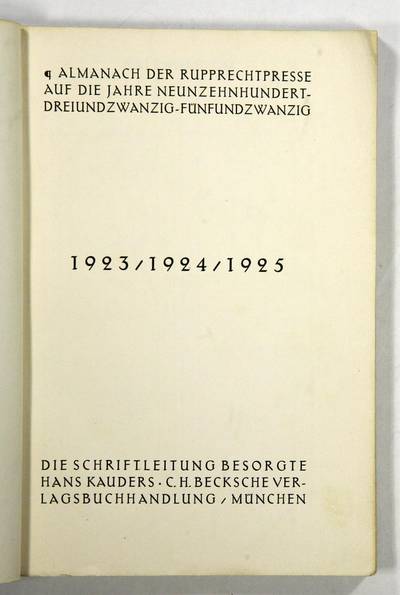 ¶ ALMANACH DER RUPPRECHTPRESSE
AUF DIE JAHRE NEUNZEHNHUNDERT-
DREIUNDZWANZIG-FÜNFUNDZWANZIG
1923/1924/1925
DIE SCHRIFTLEITUNG BESORGTE
HANS KAUDERS · C.H. BECKSCHE VER-
LAGSBUCHHANDLUNG / MÜNCHEN